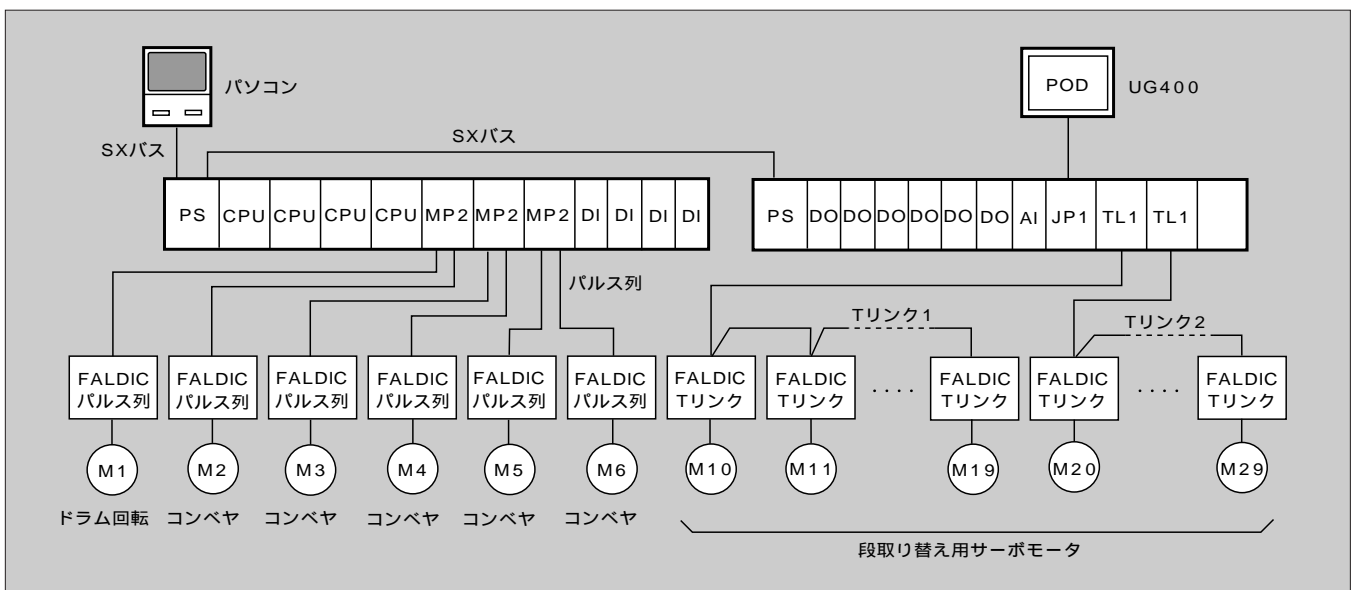 パソコン
POD
UG400
SXバス
SXバス
PS CPU CPU CPU CPU MP2 MP2 MP2 DI DI DI DI
PS DO DO DO DO DO DO AI JP1 TL1 TL1
パルス列
Tリンク1
Tリンク2
FALDIC
パルス列
FALDIC
パルス列
FALDIC
パルス列
FALDIC
パルス列
FALDIC
パルス列
FALDIC
パルス列
FALDIC
Tリンク
FALDIC
Tリンク
....
FALDIC
Tリンク
FALDIC
Tリンク
....
FALDIC
Tリンク
M1 M2 M3 M4 M5 M6 M10 M11 M19 M20 M29
ドラム回転 コンベヤ コンベヤ コンベヤ コンベヤ コンベヤ
段取り替え用サーボモータ